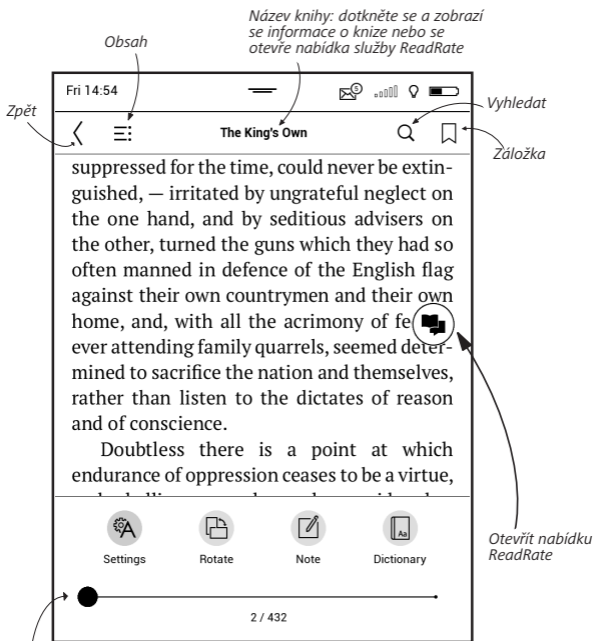 Název knihy: dotkněte se a zobrazí
se informace o knize nebo se
otevře nabídka služby ReadRate
Obsah
Fri 14:54
5
Zpět
The King's Own
Vyhledat
Záložka
suppressed for the time, could never be extin-
guished, — irritated by ungrateful neglect on
the one hand, and by seditious advisers on
the other, turned the guns which they had so
often manned in defence of the English flag
against their own countrymen and their own
home, and, with all the acrimony of fe
ever attending family quarrels, seemed deter-
mined to sacrifice the nation and themselves,
rather than listen to the dictates of reason
and of conscience.
Doubtless there is a point at which
endurance of oppression ceases to be a virtue,
Otevřít nabídku
ReadRate
A
Aa
Settings Rotate Note Dictionary
2 / 432